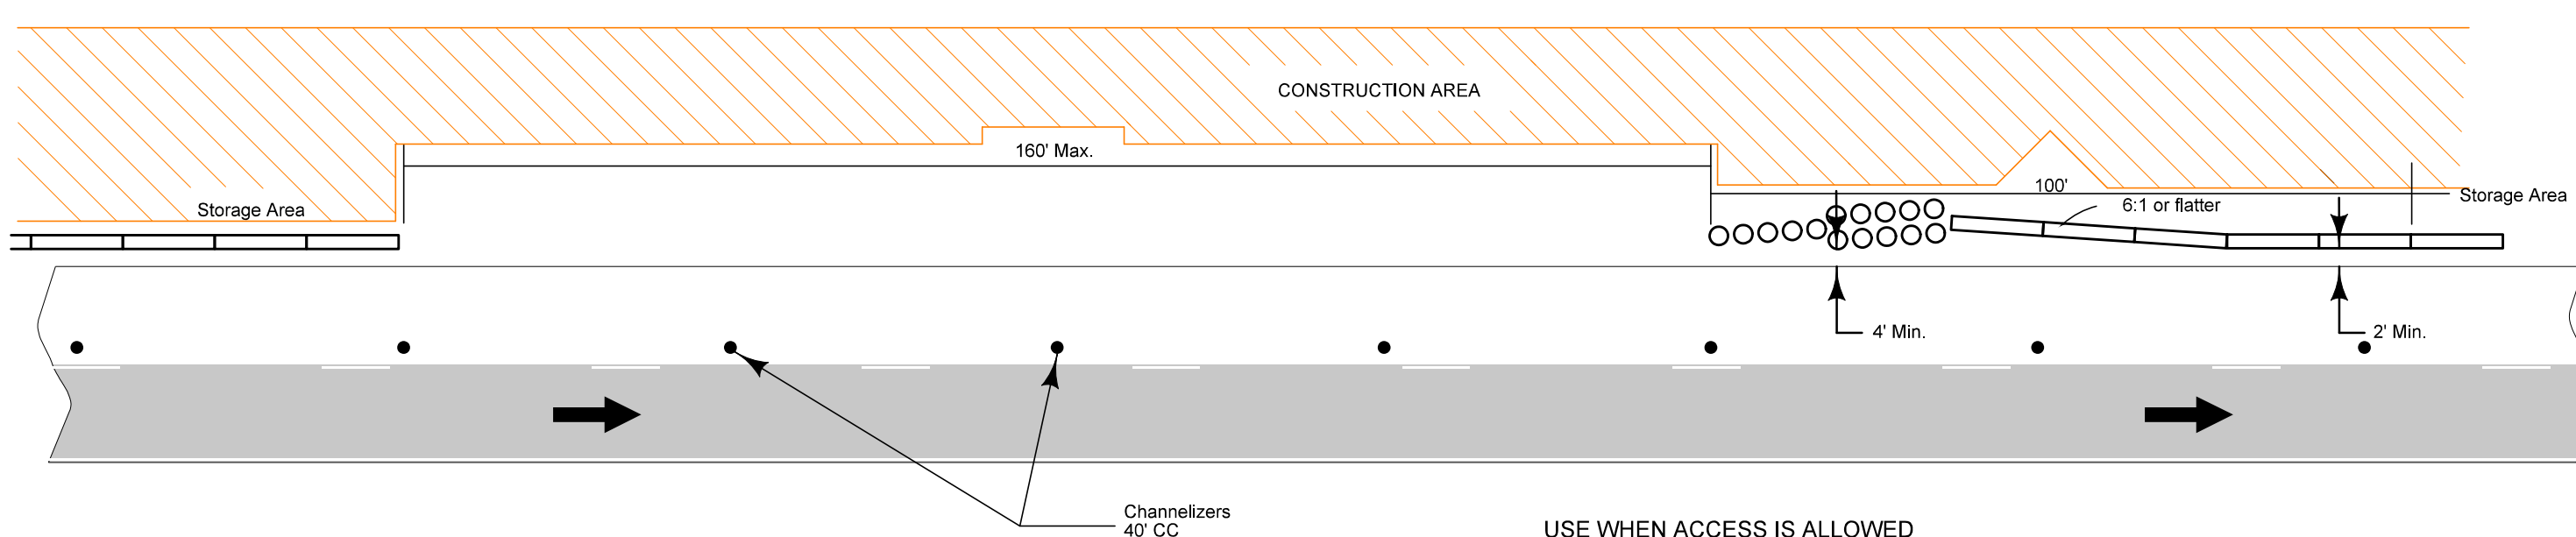 CONSTRUCTION AREA
160' Max.
100'
Storage Area
6:1 or flatter
Storage Area
4' Min.
2' Min.
Channelizers
40' CC
USE WHEN ACCESS IS ALLOWED